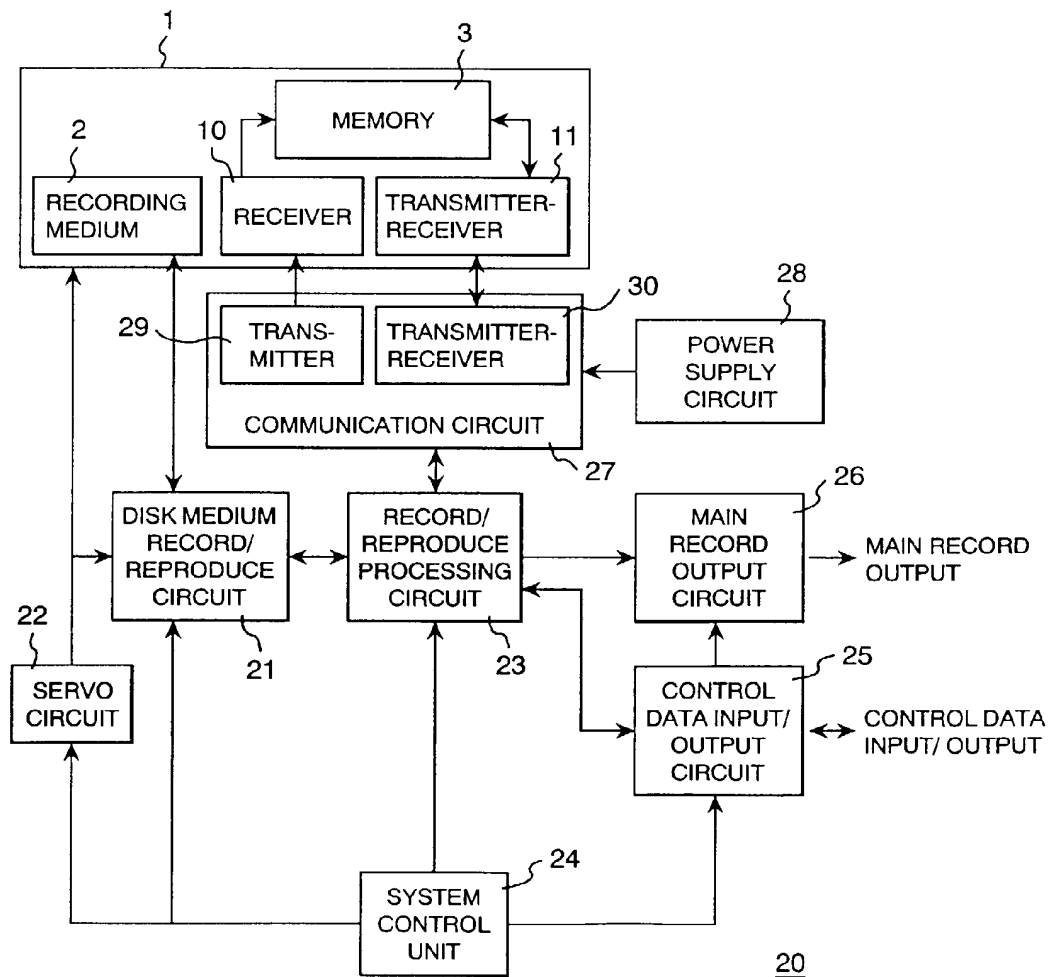 1
3
MEMORY
2
10
11
RECORDING
MEDIUM
RECEIVER
TRANSMITTER-
RECEIVER
29
TRANS-
MITTER
TRANSMITTER-
RECEIVER
30
28
POWER
SUPPLY
CIRCUIT
COMMUNICATION CIRCUIT
27
DISK MEDIUM
RECORD/
REPRODUCE
CIRCUIT
21
RECORD/
REPRODUCE
PROCESSING
CIRCUIT
23
26
MAIN
RECORD
OUTPUT
CIRCUIT
MAIN RECORD
OUTPUT
22
SERVO
CIRCUIT
25
CONTROL
DATA INPUT/
OUTPUT
CIRCUIT
CONTROL DATA
INPUT/ OUTPUT
24
SYSTEM
CONTROL
UNIT
20